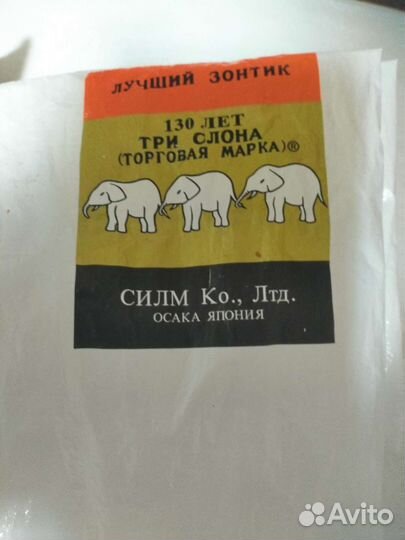 ЛУЧШИЙ ЗОНТИК
130 ЛЕТ
ТРИ СЛОНА
(ТОРГОВАЯ МАРКА)®
СИЛМ Ко., Лтд.
ОСАКА ЯПОНИЯ
Avito